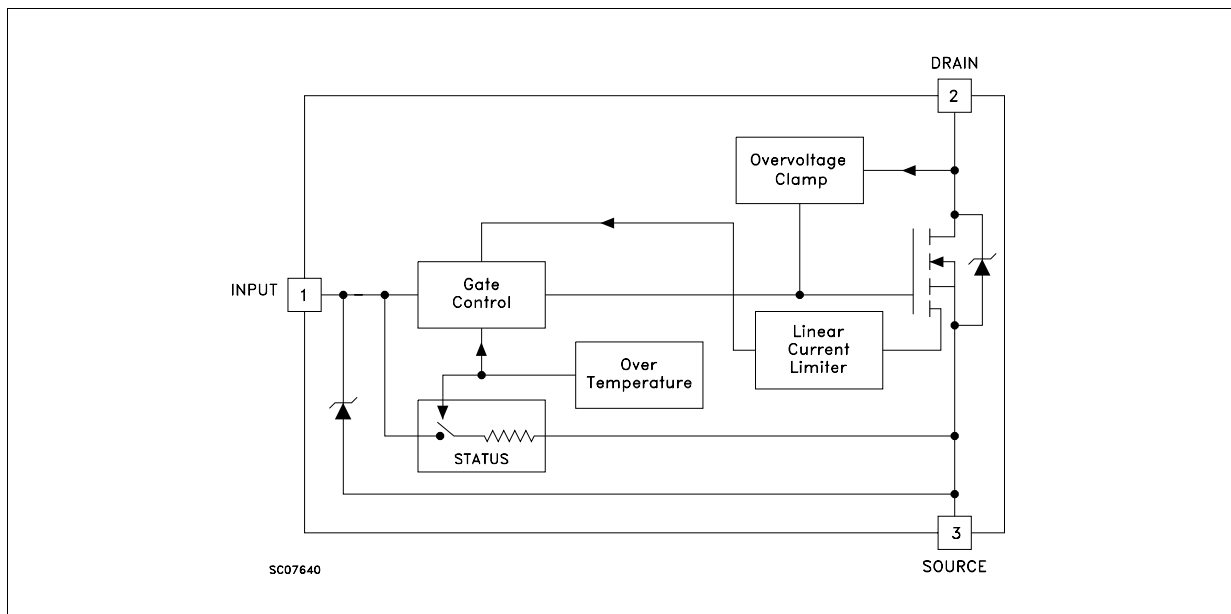 DRAIN
2
Overvoltage
Clamp
INPUT
1
Gate
Control
Linear
Current
Limiter
Over
Temperature
STATUS
3
SOURCE
SC07640